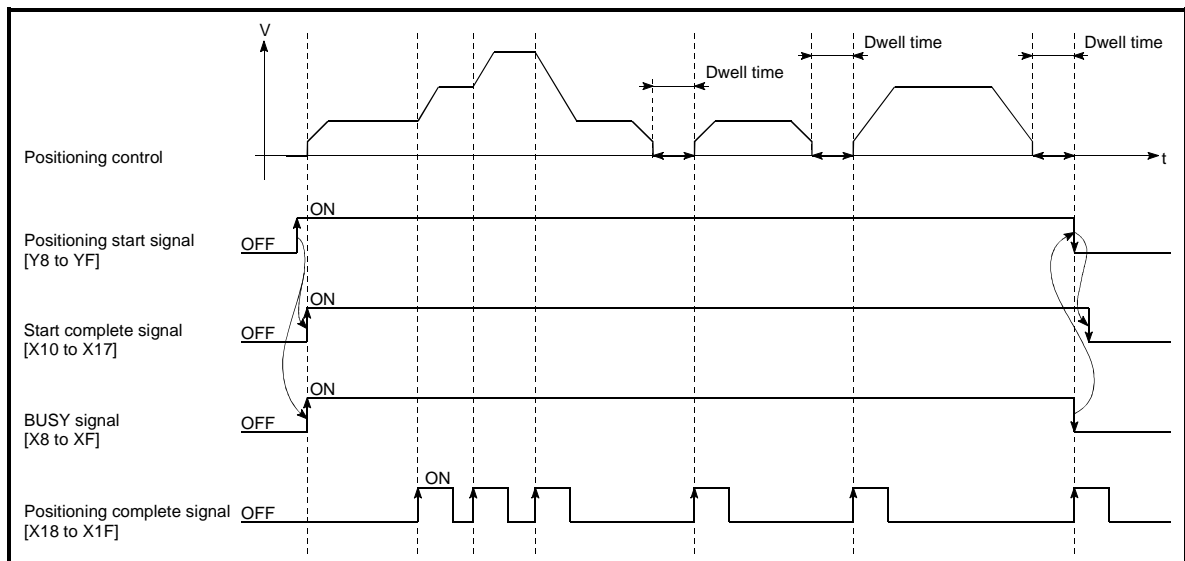 V
Dwell time
Dwell time
Dwell time
Positioning control
t
ON
Positioning start signal
[Y8 to YF]
OFF
ON
Start complete signal
[X10 to X17]
OFF
ON
BUSY signal
[X8 to XF]
OFF
ON
Positioning complete signal
[X18 to X1F]
OFF